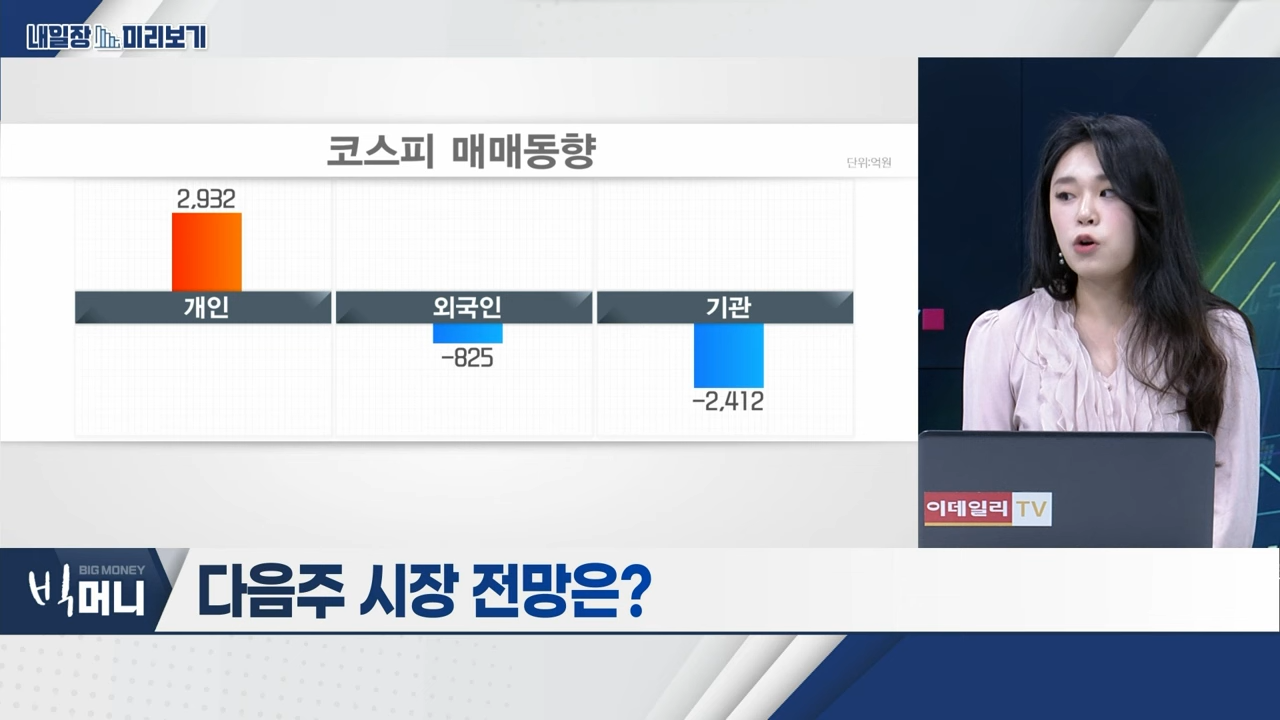 내일장 미리보기
코스피 매매동향
단위:억원
2,932
개인
외국인
기관
-825
-2,412
이데일리 TV
BIG MONEY
빅머니
다음주 시장 전망은?